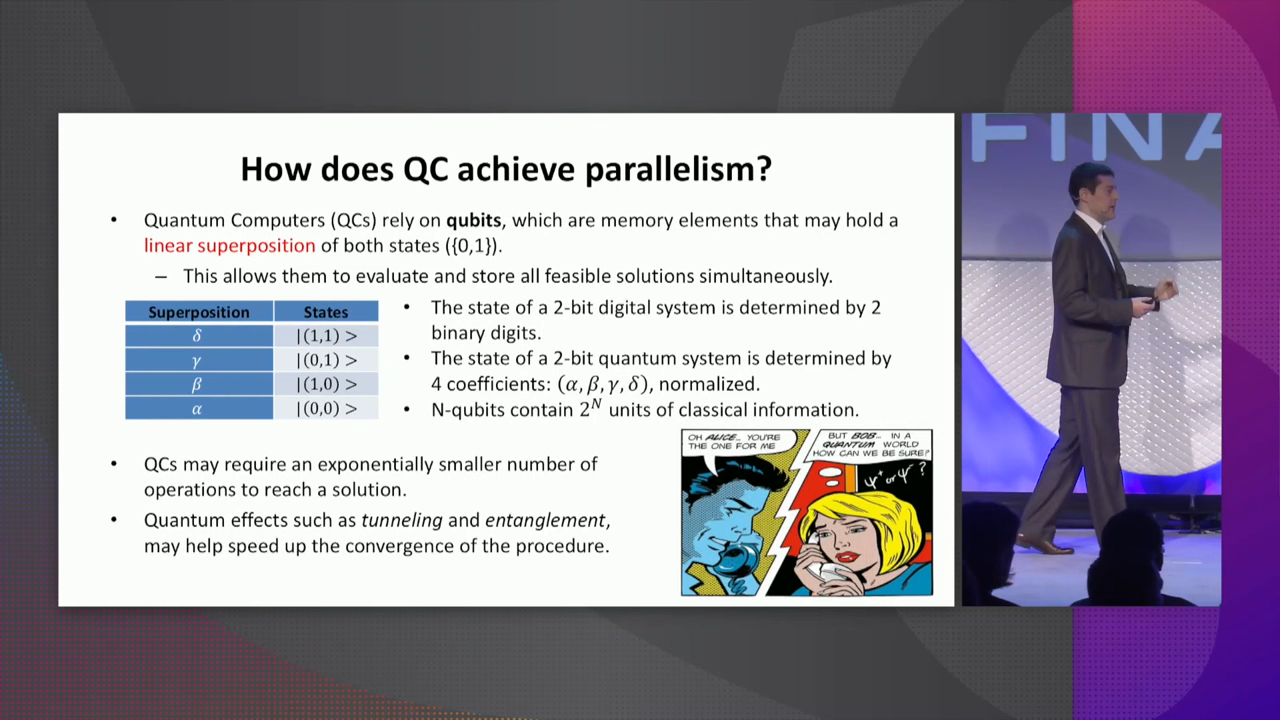 FINA
How does QC achieve parallelism?
• Quantum Computers (QCs) rely on qubits, which are memory elements that may hold a
linear superposition of both states ({0,1}).
– This allows them to evaluate and store all feasible solutions simultaneously.
Superposition States
δ |(1,1) >
γ |(0,1) >
β |(1,0) >
α |(0,0) >
• The state of a 2-bit digital system is determined by 2
binary digits.
• The state of a 2-bit quantum system is determined by
4 coefficients: (α, β, γ, δ), normalized.
• N-qubits contain 2^N units of classical information.
• QCs may require an exponentially smaller number of
operations to reach a solution.
• Quantum effects such as tunneling and entanglement,
may help speed up the convergence of the procedure.
OH ALICE... YOU'RE
THE ONE FOR ME
BUT BOB... IN A
QUANTUM WORLD
HOW CAN WE BE SURE?